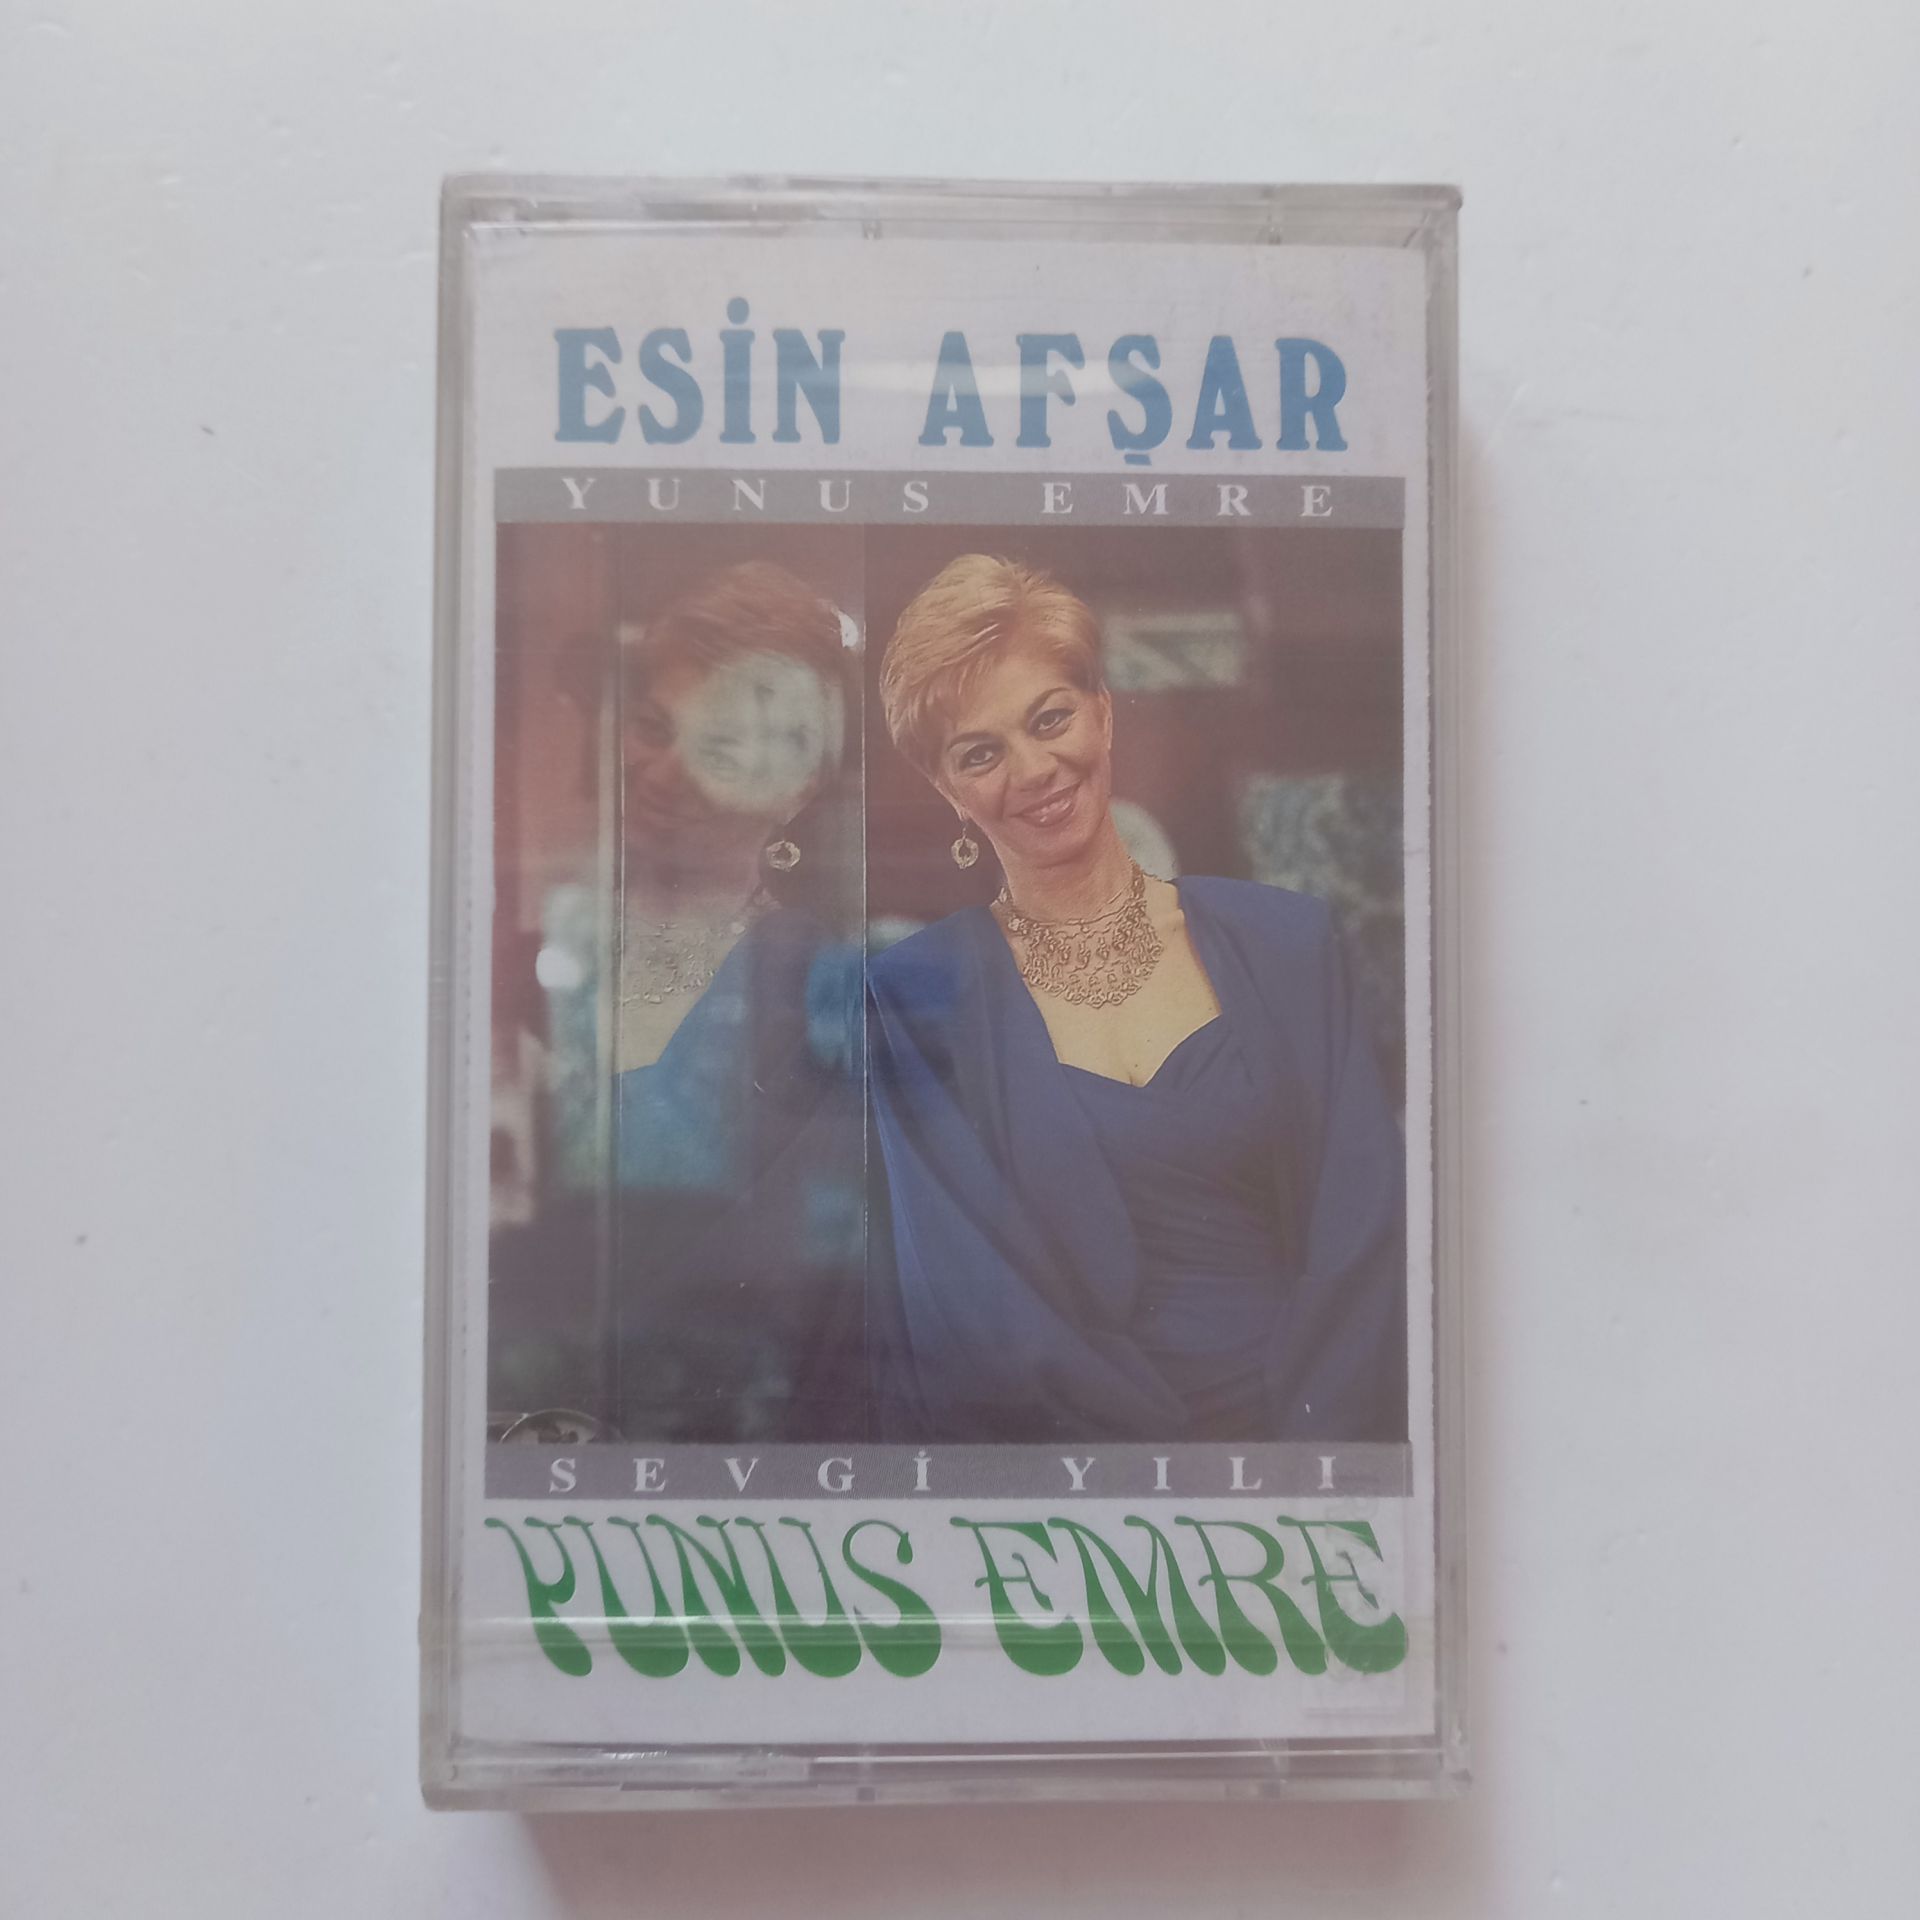 ESİN AFŞAR
YUNUS EMRE
SEVGİ YILI
YUNUS EMRE